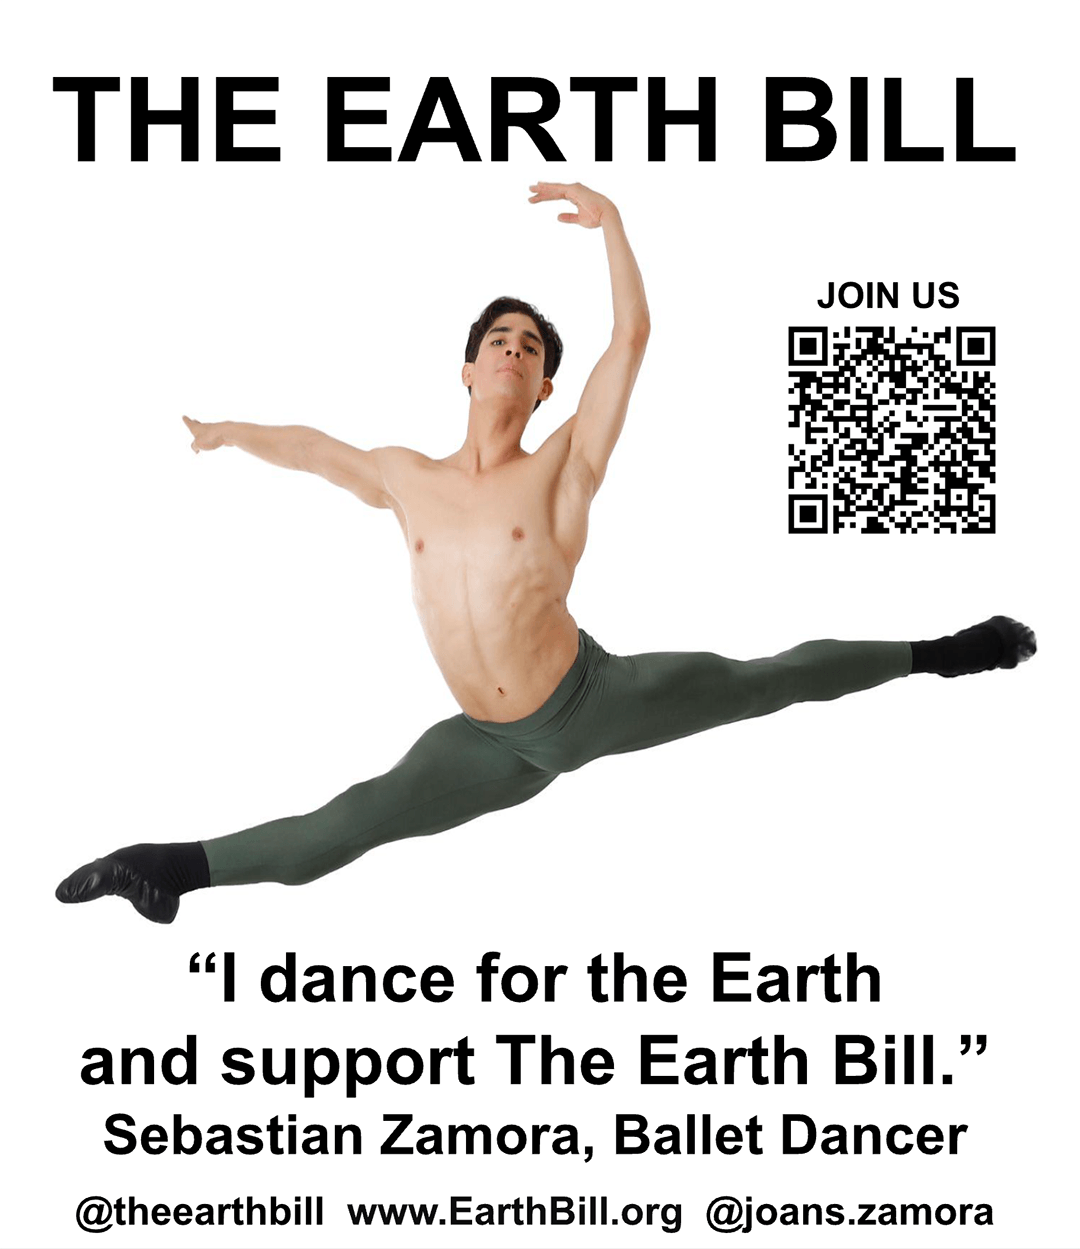 THE EARTH BILL
JOIN US
“I dance for the Earth
and support The Earth Bill.”
Sebastian Zamora, Ballet Dancer
@theearthbill www.EarthBill.org @joans.zamora